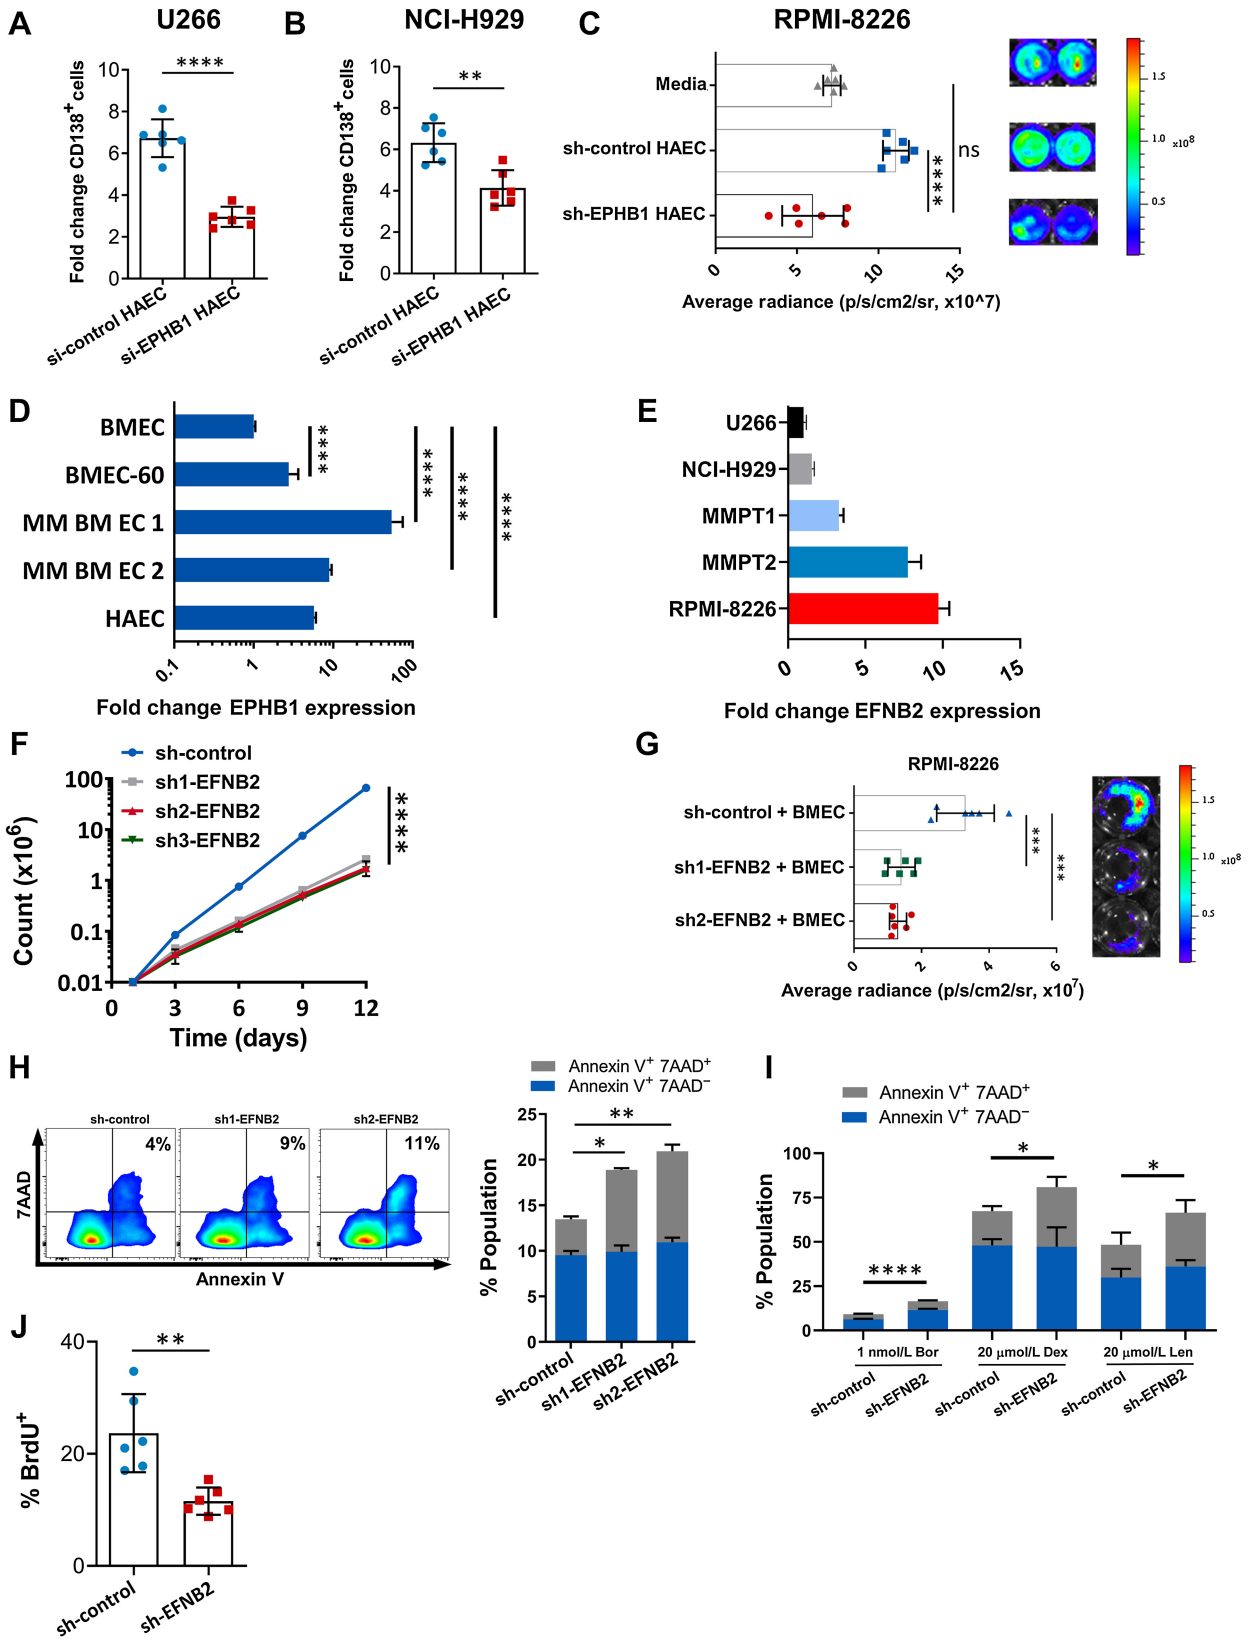 A
U266
B
NCI-H929
C
RPMI-8226
Fold change CD138+ cells
10
8
6
4
2
0
****
si-control HAEC
si-EPHB1 HAEC
Fold change CD138+ cells
10
8
6
4
2
0
**
si-control HAEC
si-EPHB1 HAEC
Media
sh-control HAEC
sh-EPHB1 HAEC
****
ns
0
5
10
15
Average radiance (p/s/cm2/sr, x10^7)
1.5
1.0
x10⁸
0.5
D
BMEC
BMEC-60
MM BM EC 1
MM BM EC 2
HAEC
****
****
****
****
0.1
1
10
100
Fold change EPHB1 expression
E
U266
NCI-H929
MMPT1
MMPT2
RPMI-8226
0
5
10
15
Fold change EFNB2 expression
F
sh-control
sh1-EFNB2
sh2-EFNB2
sh3-EFNB2
Count (x10⁶)
100
10
1
0.1
0.01
****
0
3
6
9
12
Time (days)
G
RPMI-8226
sh-control + BMEC
sh1-EFNB2 + BMEC
sh2-EFNB2 + BMEC
***
***
0
2
4
6
Average radiance (p/s/cm2/sr, x10⁷)
1.5
1.0
x10⁸
0.5
H
sh-control
sh1-EFNB2
sh2-EFNB2
4%
9%
11%
7AAD
Annexin V
Annexin V⁺ 7AAD⁺
Annexin V⁺ 7AAD⁻
% Population
25
20
15
10
5
0
**
*
sh-control
sh1-EFNB2
sh2-EFNB2
I
Annexin V⁺ 7AAD⁺
Annexin V⁺ 7AAD⁻
% Population
100
75
50
25
0
****
*
*
1 nmol/L Bor
20 μmol/L Dex
20 μmol/L Len
sh-control
sh-EFNB2
sh-control
sh-EFNB2
sh-control
sh-EFNB2
J
% BrdU⁺
40
20
0
**
sh-control
sh-EFNB2